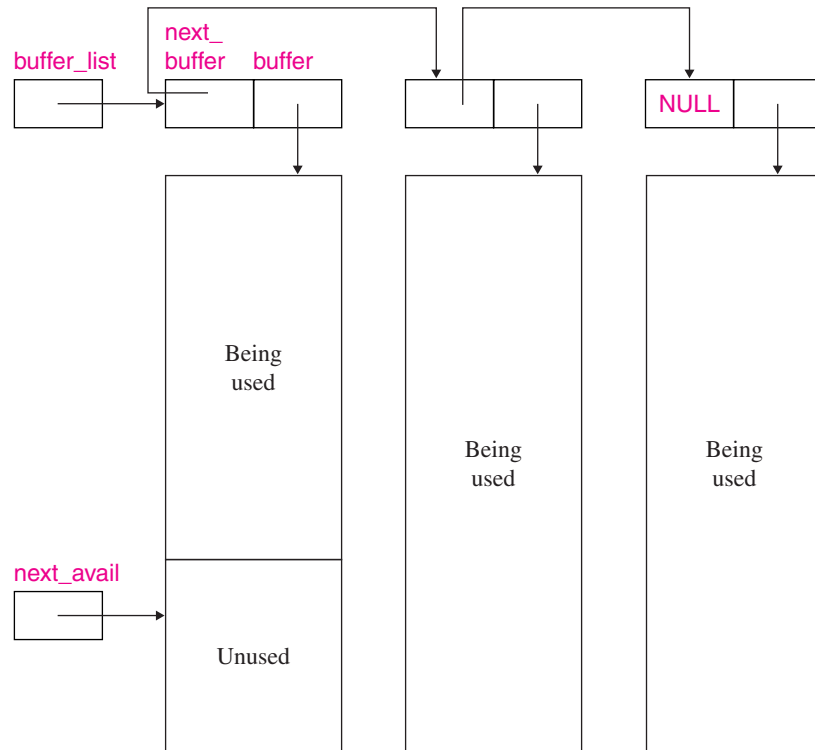 next_
buffer_list buffer buffer
NULL
Being
used
Being
used
Being
used
next_avail
Unused